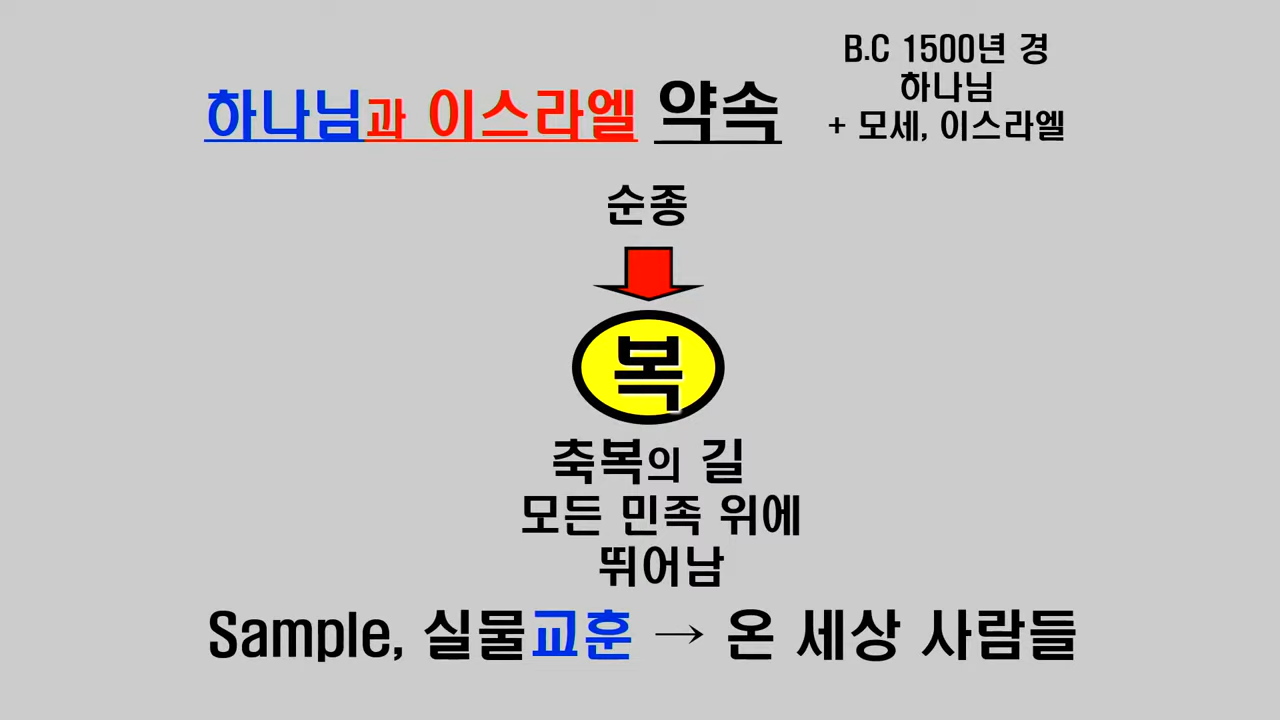 B.C 1500년 경
하나님
+ 모세, 이스라엘
하나님과 이스라엘 약속
순종
복
축복의 길
모든 민족 위에
뛰어남
Sample, 실물교훈 → 온 세상 사람들